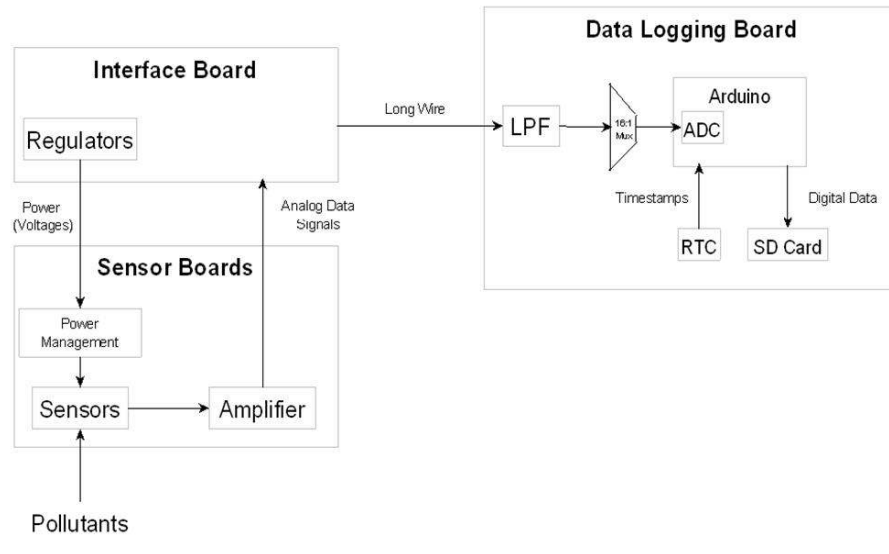 Data Logging Board
Interface Board
Arduino
Long Wire
LPF
16:1
Mux
ADC
Regulators
Power
(Voltages)
Analog Data
Signals
Timestamps
Digital Data
RTC
SD Card
Sensor Boards
Power
Management
Sensors
Amplifier
Pollutants